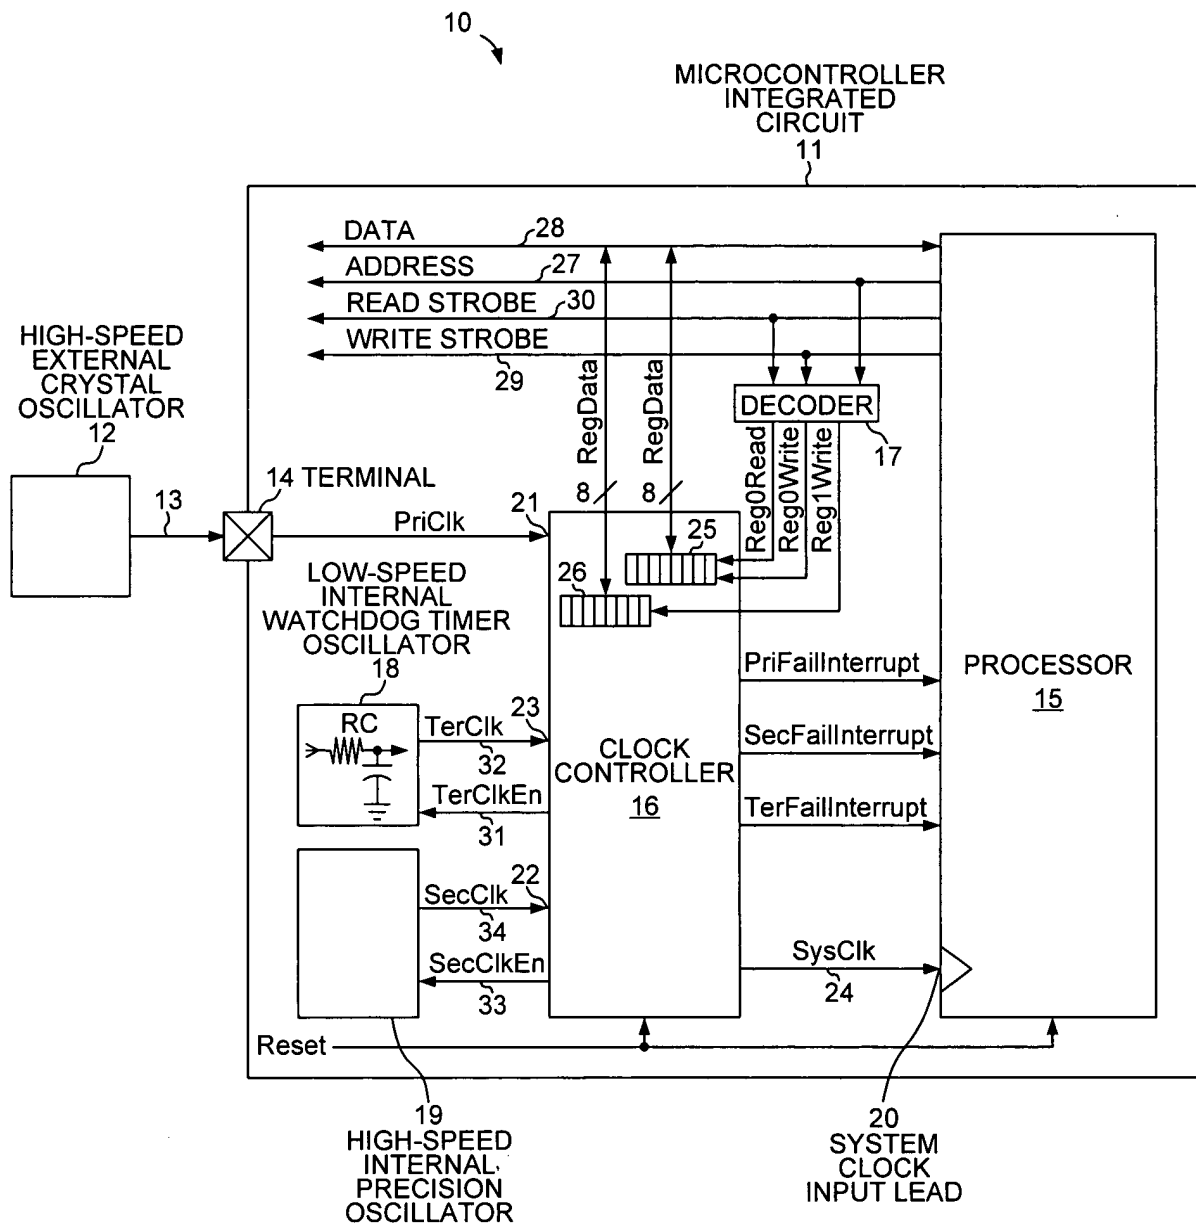 10
MICROCONTROLLER
INTEGRATED
CIRCUIT
11
DATA
28
ADDRESS
27
READ STROBE
30
WRITE STROBE
29
HIGH-SPEED
EXTERNAL
CRYSTAL
OSCILLATOR
12
13
14 TERMINAL
PriClk
21
RegData
RegData
8
8
DECODER
17
Reg0Read
Reg0Write
Reg1Write
25
26
LOW-SPEED
INTERNAL
WATCHDOG TIMER
OSCILLATOR
18
RC
TerClk
32
23
TerClkEn
31
CLOCK
CONTROLLER
16
PriFailInterrupt
SecFailInterrupt
TerFailInterrupt
PROCESSOR
15
SecClk
34
22
SecClkEn
33
SysClk
24
Reset
19
HIGH-SPEED
INTERNAL
PRECISION
OSCILLATOR
20
SYSTEM
CLOCK
INPUT LEAD